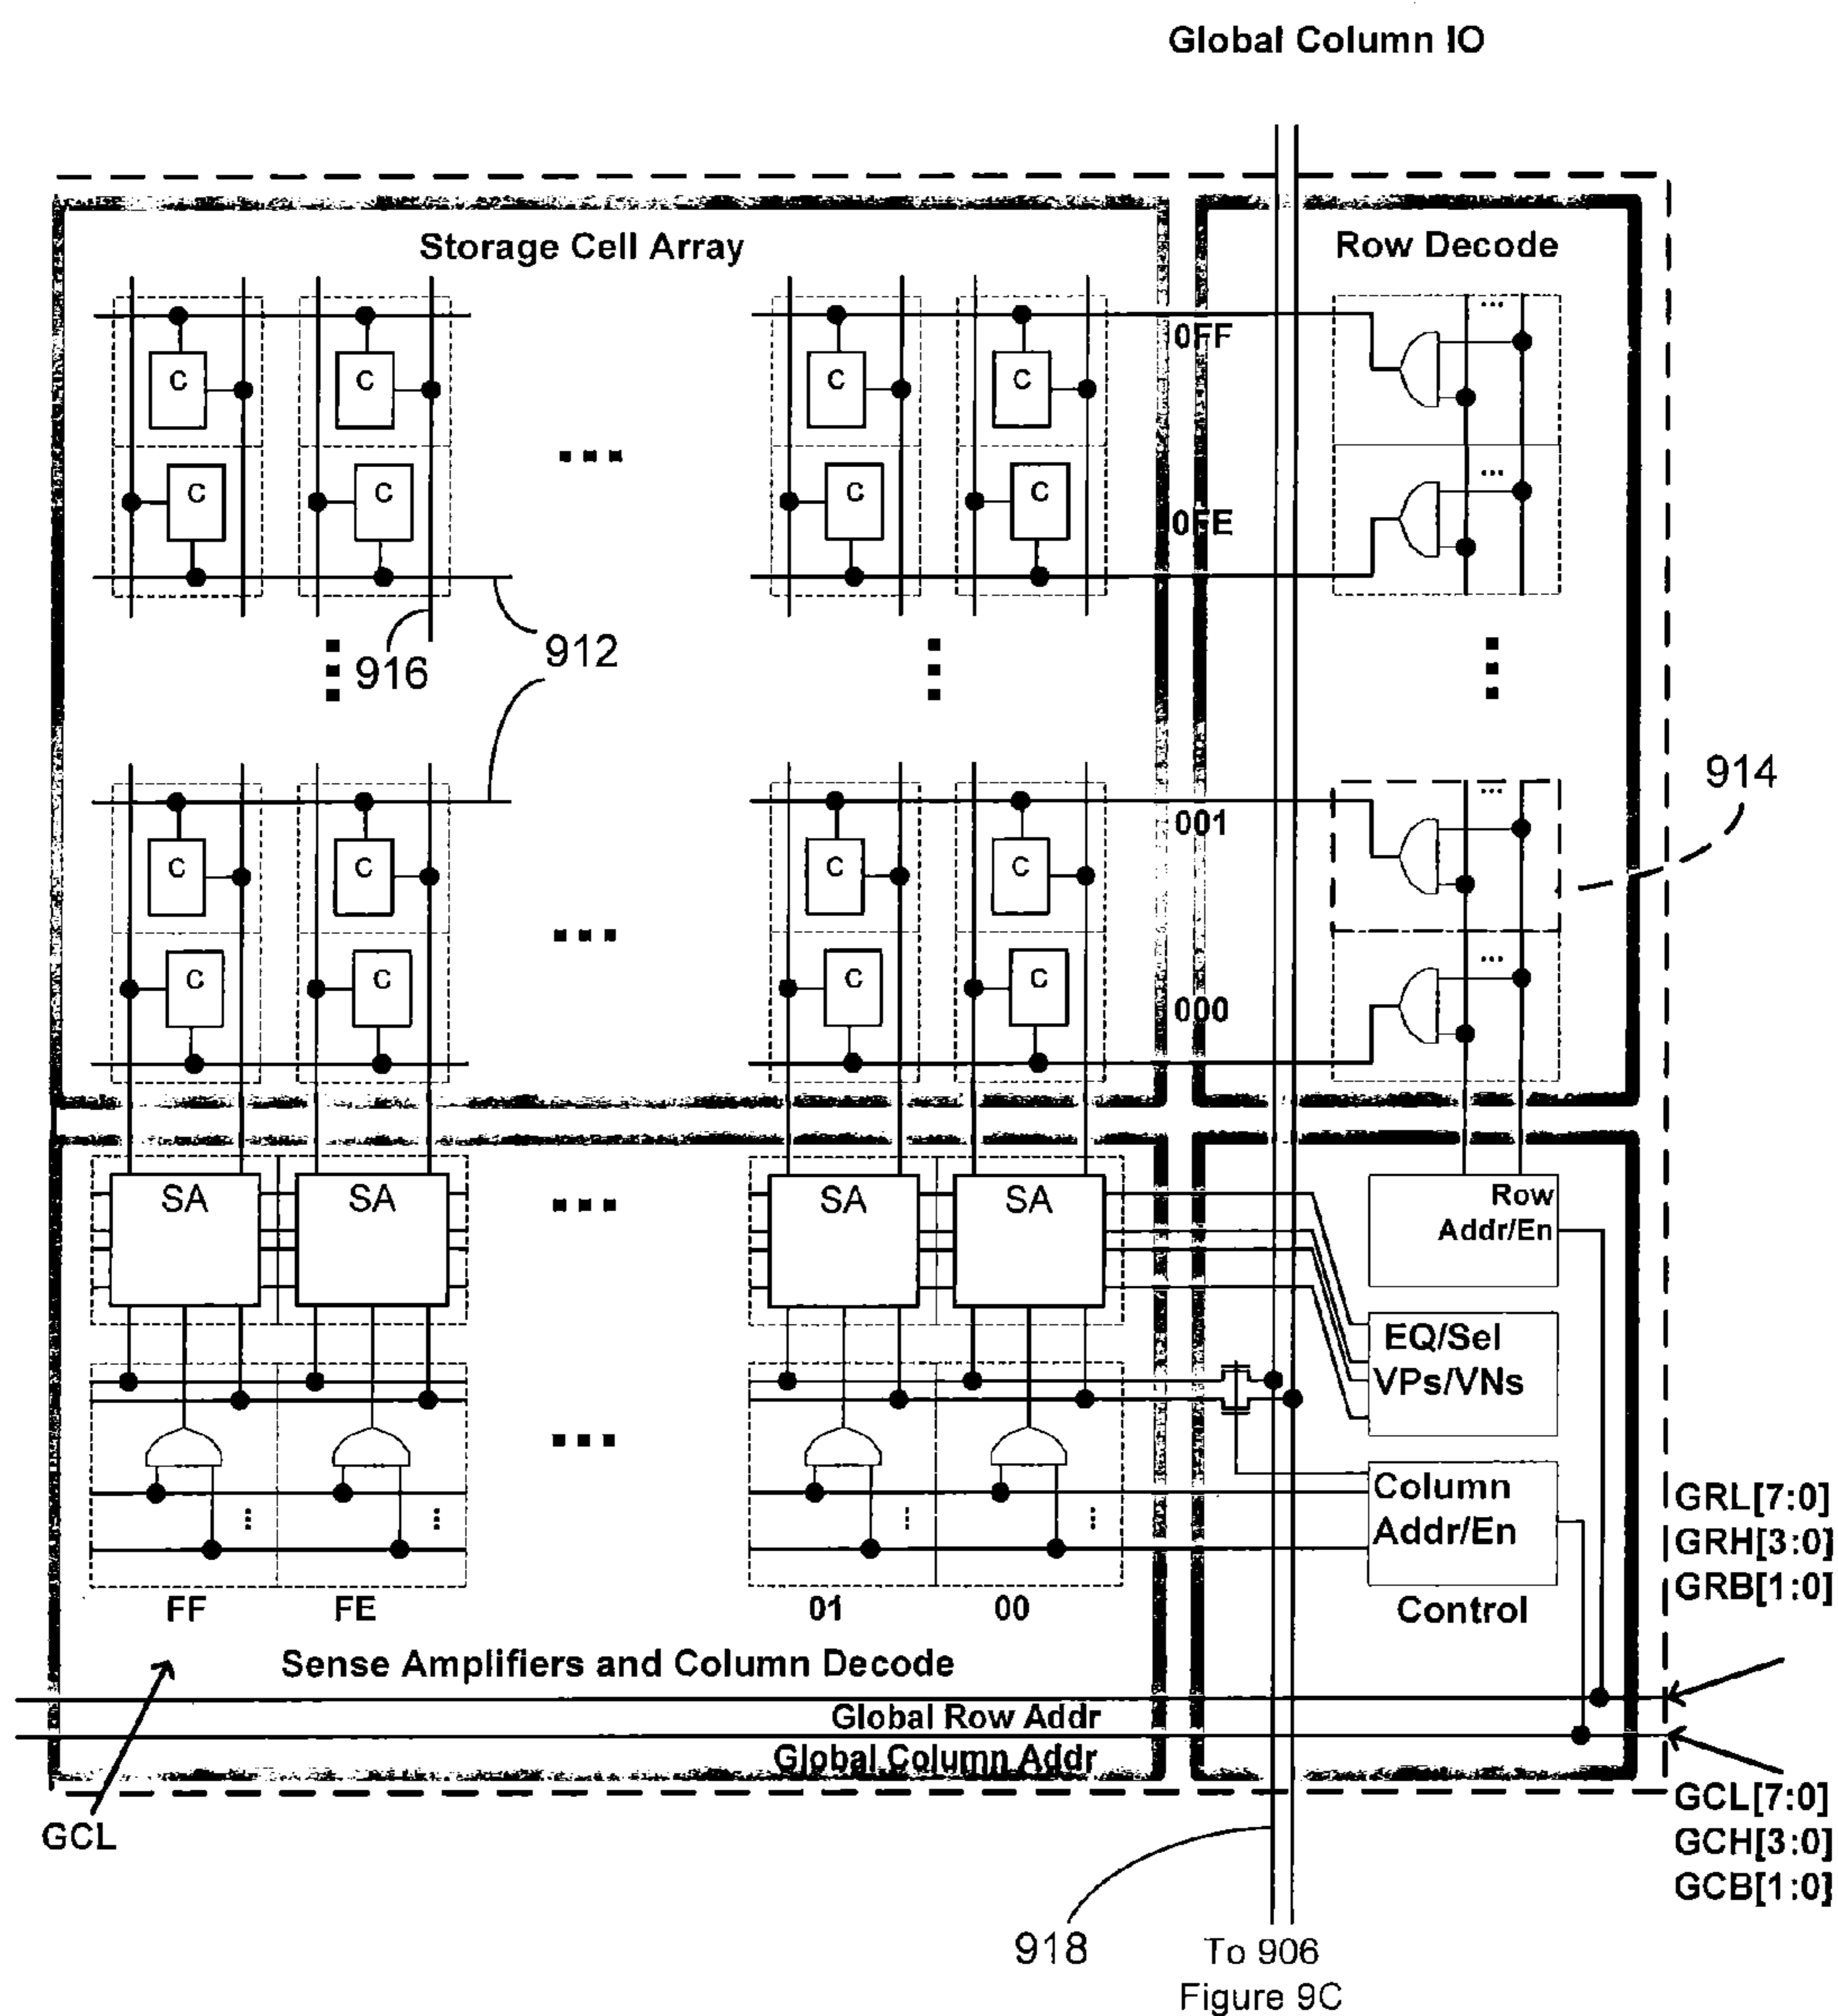 Global Column IO
Storage Cell Array
Row Decode
...
C C C C
0FF
... ...
C C C C
0FE
916 912
914
...
C C C C
001
... ...
C C C C
000
SA SA ... SA SA
Row
Addr/En
EQ/Sel
VPs/VNs
...
Column
Addr/En
Control
GRL[7:0]
GRH[3:0]
GRB[1:0]
FF FE 01 00
Sense Amplifiers and Column Decode
Global Row Addr
Global Column Addr
GCL
GCL[7:0]
GCH[3:0]
GCB[1:0]
918
To 906
Figure 9C